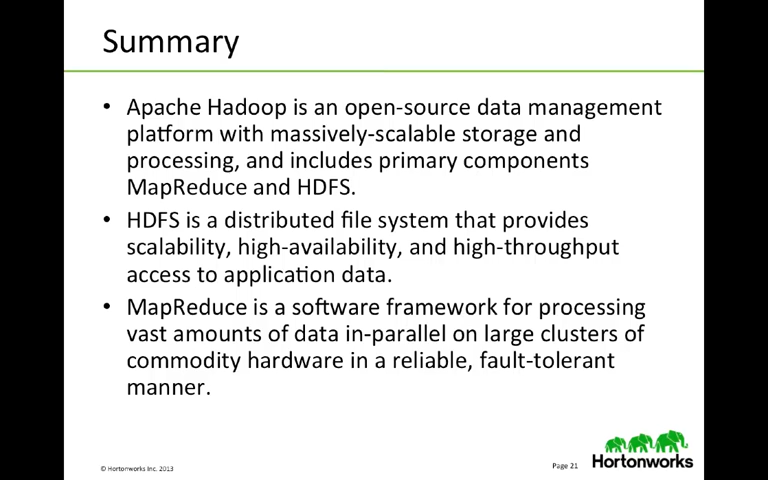 Summary
• Apache Hadoop is an open-source data management
platform with massively-scalable storage and
processing, and includes primary components
MapReduce and HDFS.
• HDFS is a distributed file system that provides
scalability, high-availability, and high-throughput
access to application data.
• MapReduce is a software framework for processing
vast amounts of data in-parallel on large clusters of
commodity hardware in a reliable, fault-tolerant
manner.
© Hortonworks Inc. 2013
Page 21
Hortonworks